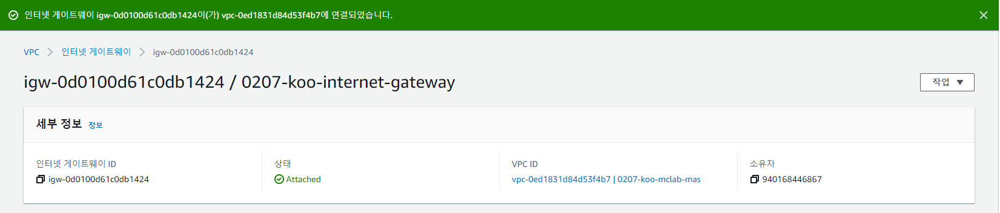 인터넷 게이트웨이 igw-0d0100d61c0db1424이(가) vpc-0ed1831d84d53f4b7에 연결되었습니다.
VPC > 인터넷 게이트웨이 > igw-0d0100d61c0db1424
igw-0d0100d61c0db1424 / 0207-koo-internet-gateway
작업
세부 정보 정보
인터넷 게이트웨이 ID
igw-0d0100d61c0db1424
상태
Attached
VPC ID
vpc-0ed1831d84d53f4b7 | 0207-koo-mclab-mas
소유자
940168446867